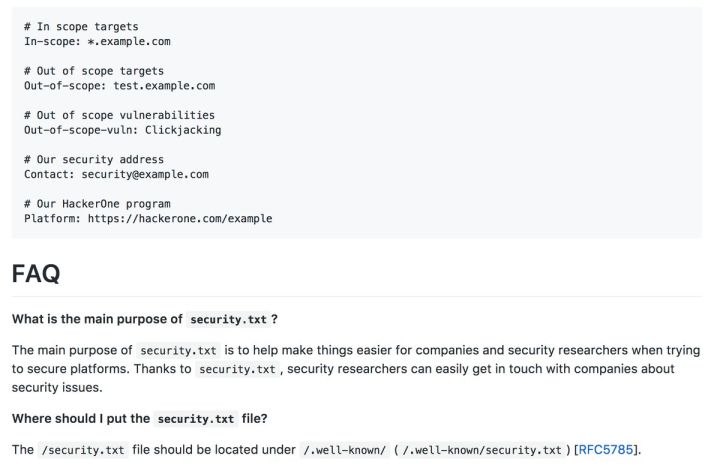 # In scope targets
In-scope: *.example.com
# Out of scope targets
Out-of-scope: test.example.com
# Out of scope vulnerabilities
Out-of-scope-vuln: Clickjacking
# Our security address
Contact: security@example.com
# Our HackerOne program
Platform: https://hackerone.com/example
FAQ
What is the main purpose of security.txt ?
The main purpose of security.txt is to help make things easier for companies and security researchers when trying
to secure platforms. Thanks to security.txt , security researchers can easily get in touch with companies about
security issues.
Where should I put the security.txt file?
The /security.txt file should be located under /.well-known/ ( /.well-known/security.txt ) [RFC5785].